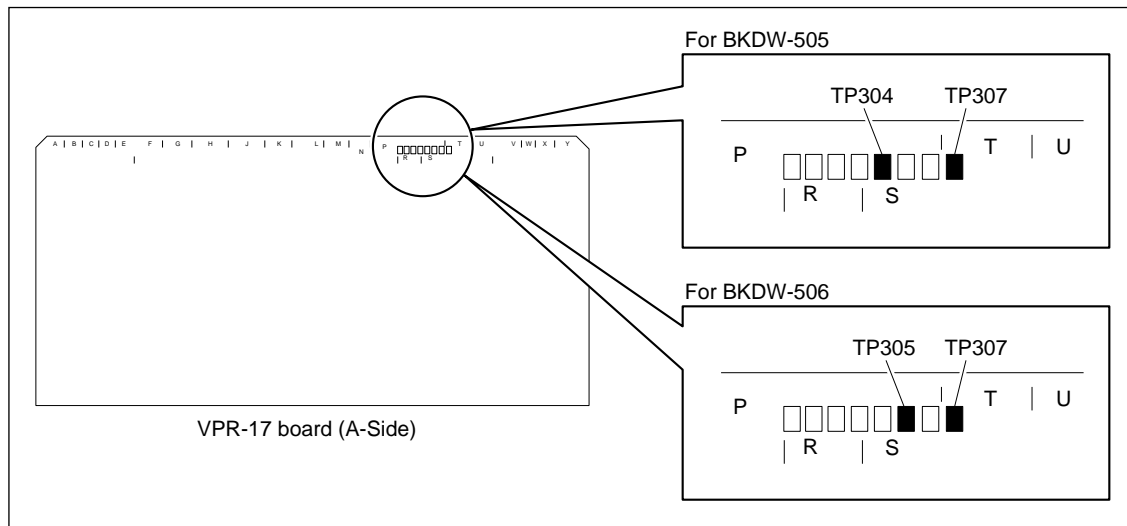 For BKDW-505
TP304 TP307
P T U
R S
A B C D E F G H J K L M N P T U V W X Y
R S
For BKDW-506
TP305 TP307
P T U
R S
VPR-17 board (A-Side)